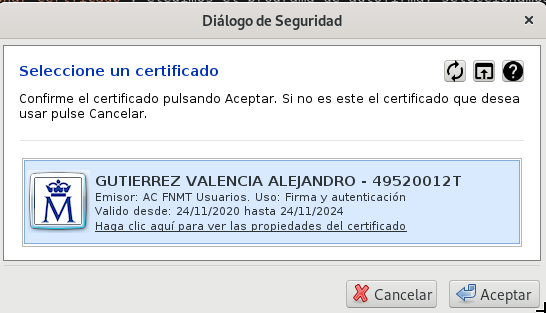 Diálogo de Seguridad
Seleccione un certificado
Confirme el certificado pulsando Aceptar. Si no es este el certificado que desea
usar pulse Cancelar.
GUTIERREZ VALENCIA ALEJANDRO - 49520012T
Emisor: AC FNMT Usuarios. Uso: Firma y autenticación
Valido desde: 24/11/2020 hasta 24/11/2024
Haga clic aquí para ver las propiedades del certificado
Cancelar
Aceptar